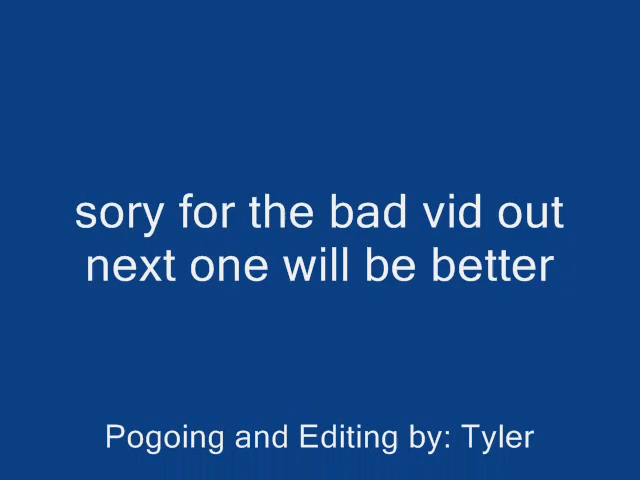 sory for the bad vid out
next one will be better
Pogoing and Editing by: Tyler